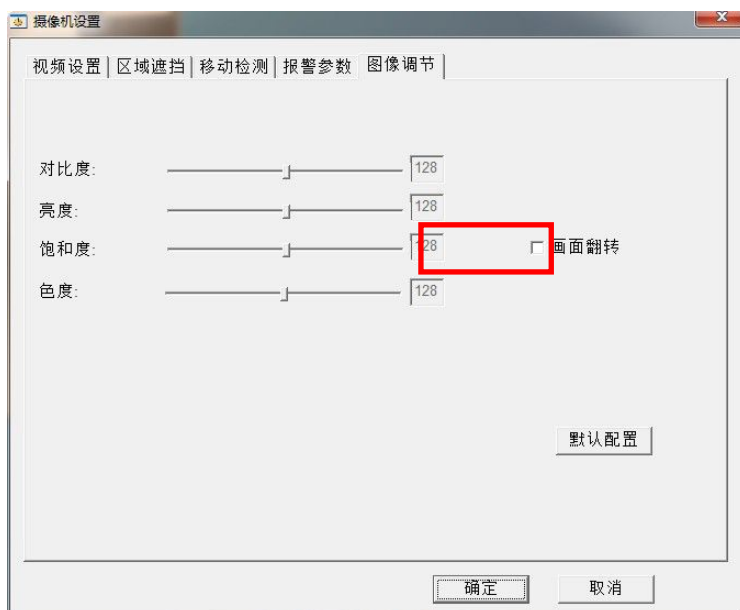 摄像机设置
视频设置 区域遮挡 移动检测 报警参数 图像调节
对比度: 128
亮度: 128
饱和度: 128 画面翻转
色度: 128
默认配置
确定 取消